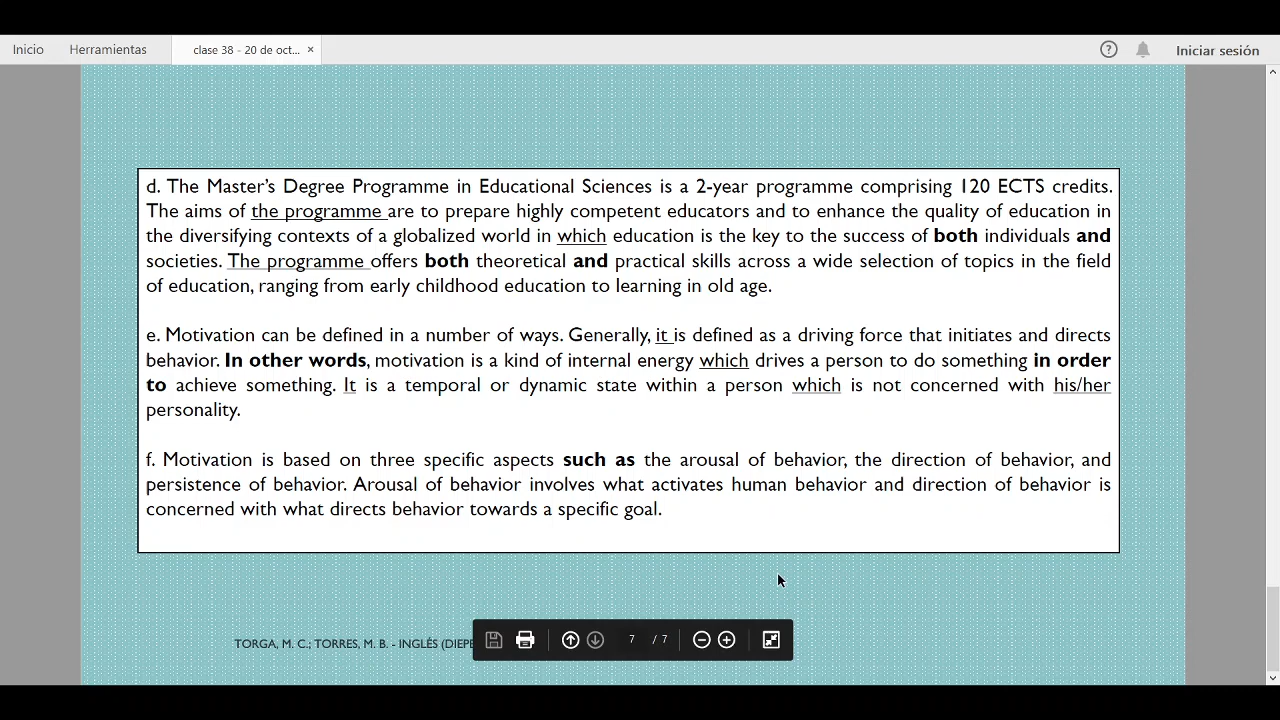 Inicio Herramientas clase 38 - 20 de oct... × ? Iniciar sesión
d. The Master's Degree Programme in Educational Sciences is a 2-year programme comprising 120 ECTS credits.
The aims of the programme are to prepare highly competent educators and to enhance the quality of education in
the diversifying contexts of a globalized world in which education is the key to the success of both individuals and
societies. The programme offers both theoretical and practical skills across a wide selection of topics in the field
of education, ranging from early childhood education to learning in old age.
e. Motivation can be defined in a number of ways. Generally, it is defined as a driving force that initiates and directs
behavior. In other words, motivation is a kind of internal energy which drives a person to do something in order
to achieve something. It is a temporal or dynamic state within a person which is not concerned with his/her
personality.
f. Motivation is based on three specific aspects such as the arousal of behavior, the direction of behavior, and
persistence of behavior. Arousal of behavior involves what activates human behavior and direction of behavior is
concerned with what directs behavior towards a specific goal.
TORGA, M. C.; TORRES, M. B. - INGLÉS (DIEPE
7 / 7